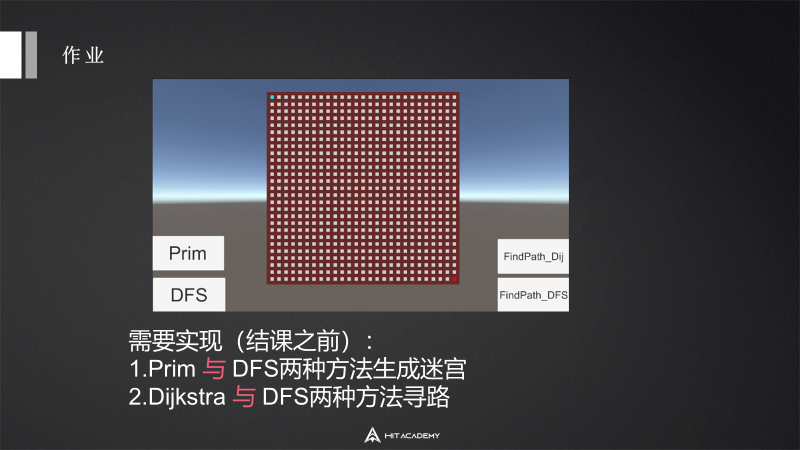 作业
Prim
DFS
FindPath_Dij
FindPath_DFS
需要实现（结课之前）:
1.Prim 与 DFS两种方法生成迷宫
2.Dijkstra 与 DFS两种方法寻路
HIT ACADEMY